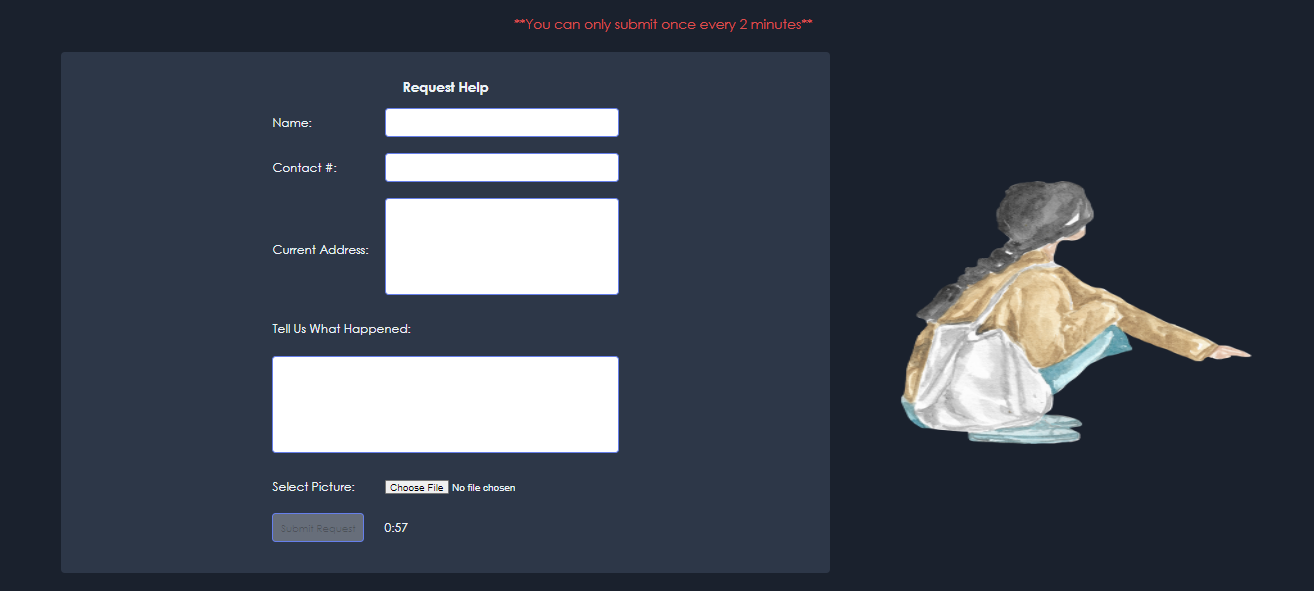 **You can only submit once every 2 minutes**
Request Help
Name:
Contact #:
Current Address:
Tell Us What Happened:
Select Picture: Choose File No file chosen
Submit Request 0:57